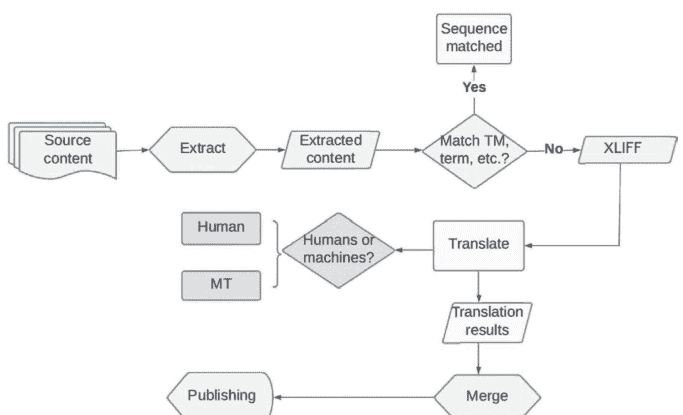 Sequence
matched
Yes
Source
content
Extract
Extracted
content
Match TM,
term, etc.?
No
XLIFF
Human
MT
Humans or
machines?
Translate
Translation
results
Publishing
Merge